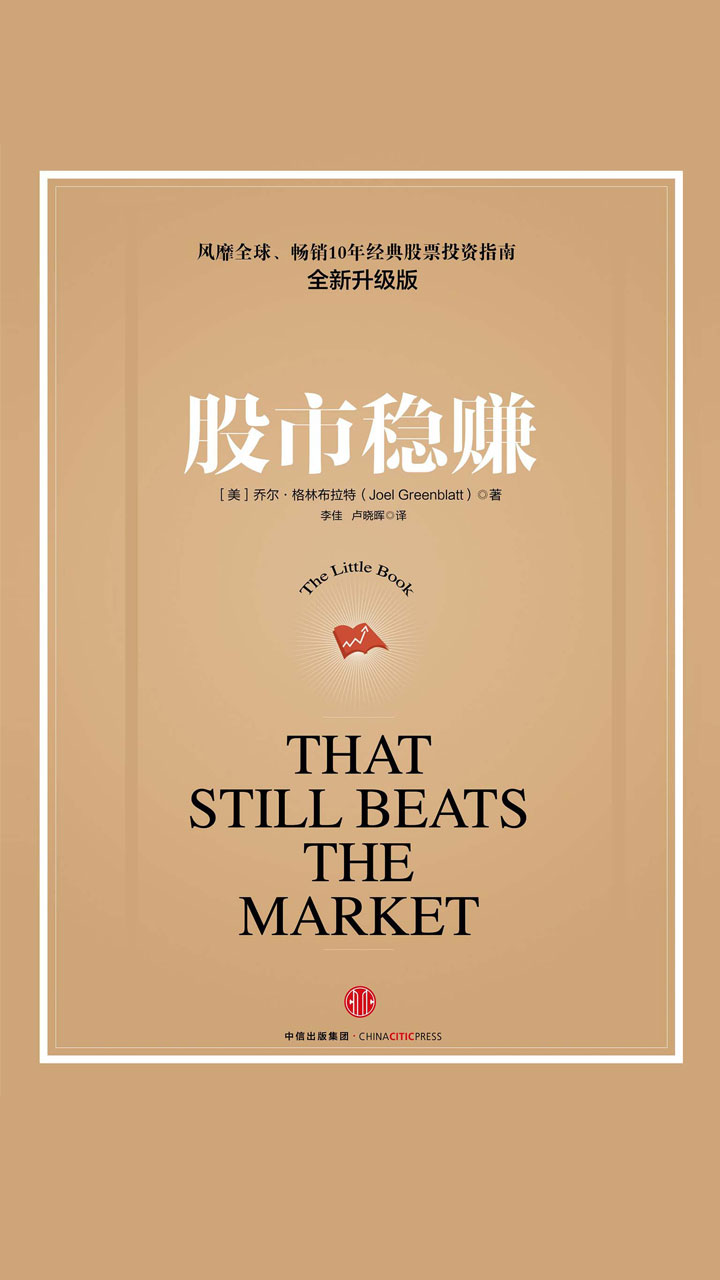 风靡全球、畅销10年经典股票投资指南
全新升级版
股市稳赚
［美］乔尔·格林布拉特（Joel Greenblatt）◎著
李佳 卢晓晖◎译
The Little Book
THAT
STILL BEATS
THE
MARKET
中信出版集团·CHINACITICPRESS